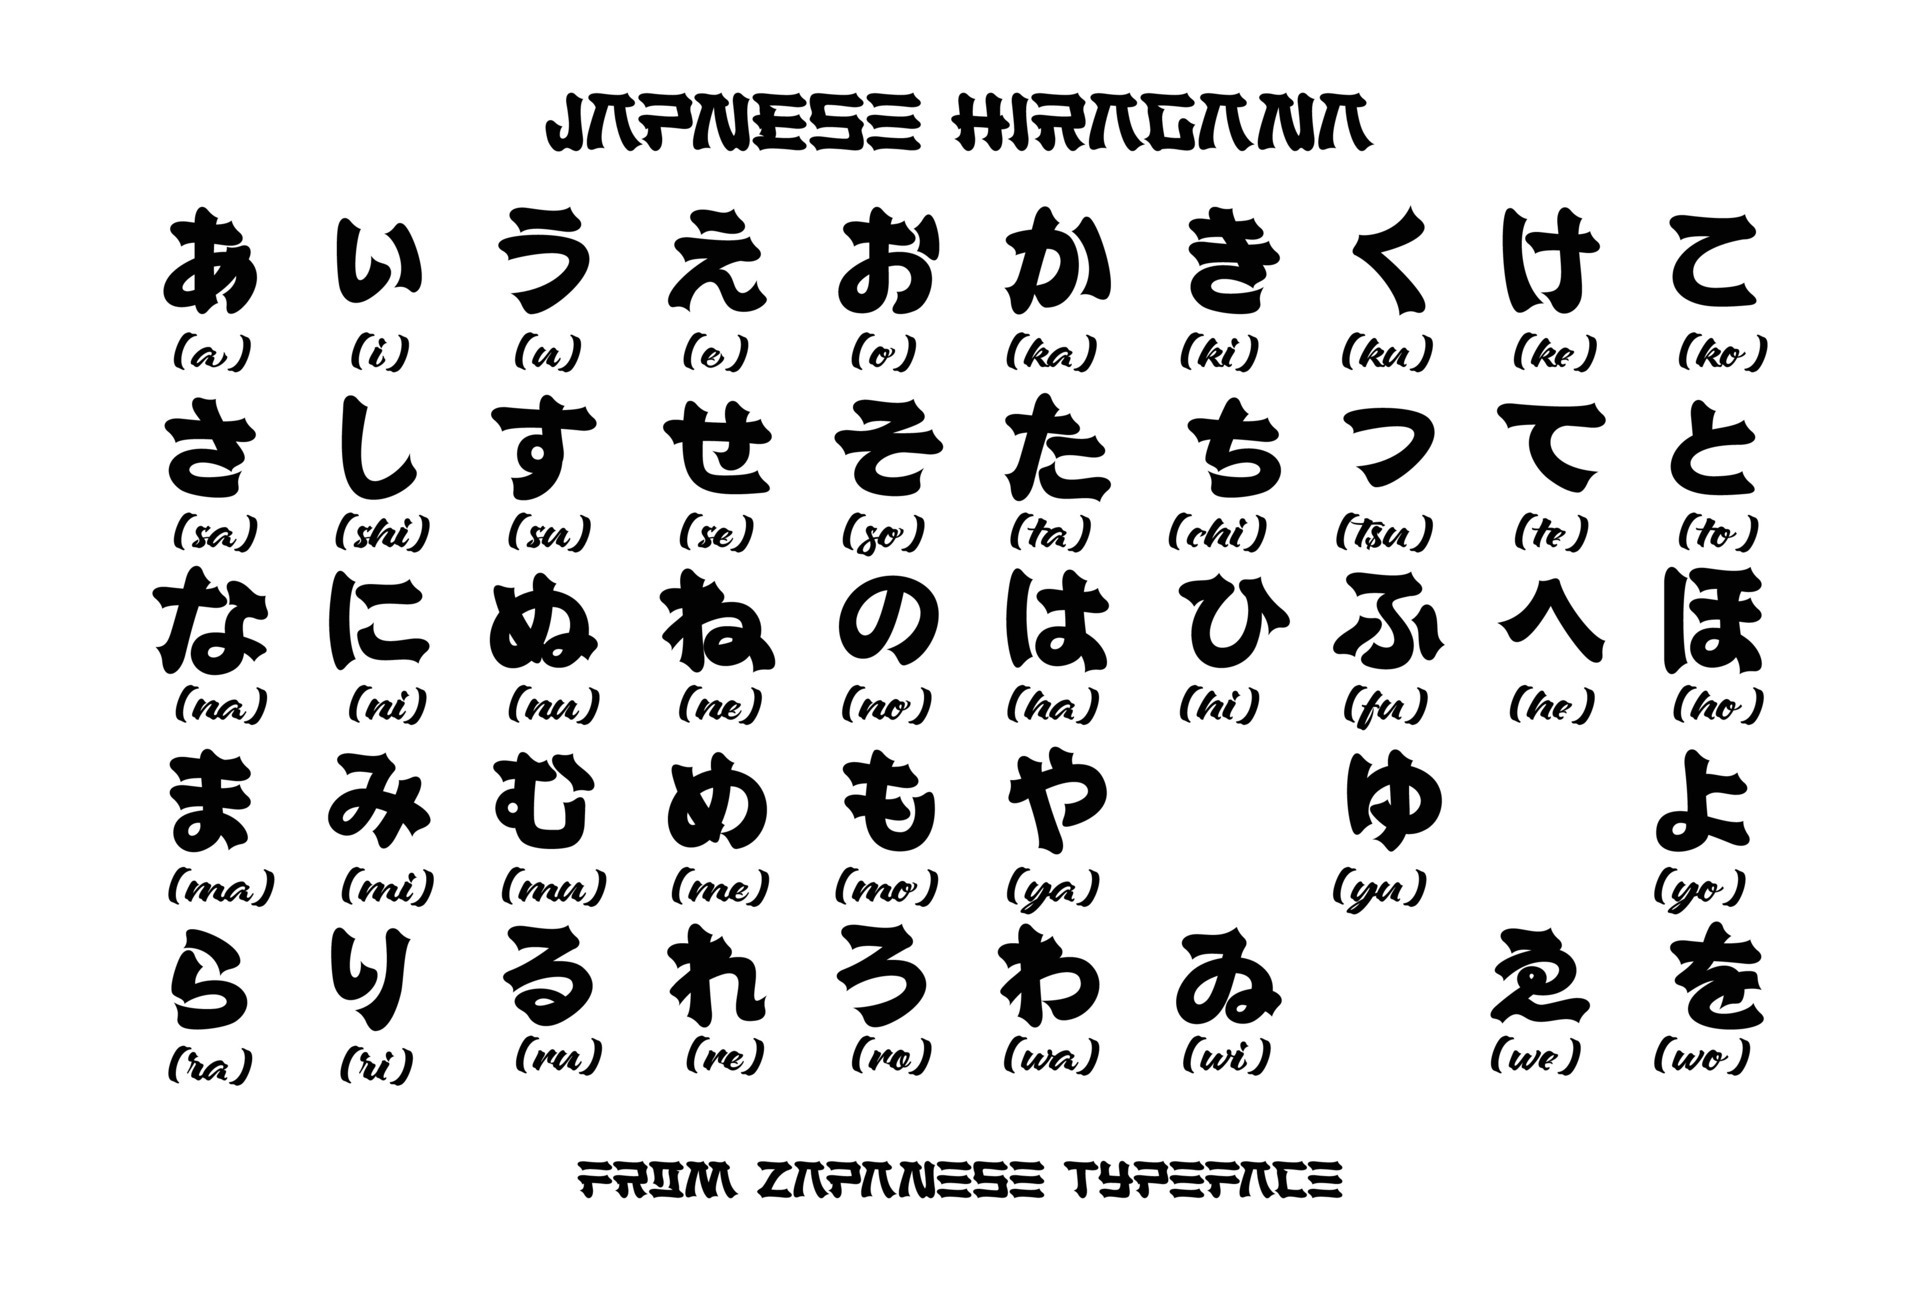 JAPNESE HIRAGANA
あ い う え お か き く け こ
(a) (i) (u) (e) (o) (ka) (ki) (ku) (ke) (ko)
さ し す せ そ た ち つ て と
(sa) (shi) (su) (se) (so) (ta) (chi) (tsu) (te) (to)
な に ぬ ね の は ひ ふ へ ほ
(na) (ni) (nu) (ne) (no) (ha) (hi) (fu) (he) (ho)
ま み む め も や ゆ よ
(ma) (mi) (mu) (me) (mo) (ya) (yu) (yo)
ら り る れ ろ わ ゐ ゑ を
(ra) (ri) (ru) (re) (ro) (wa) (wi) (we) (wo)
FROM ZAPANESE TYPEFACE